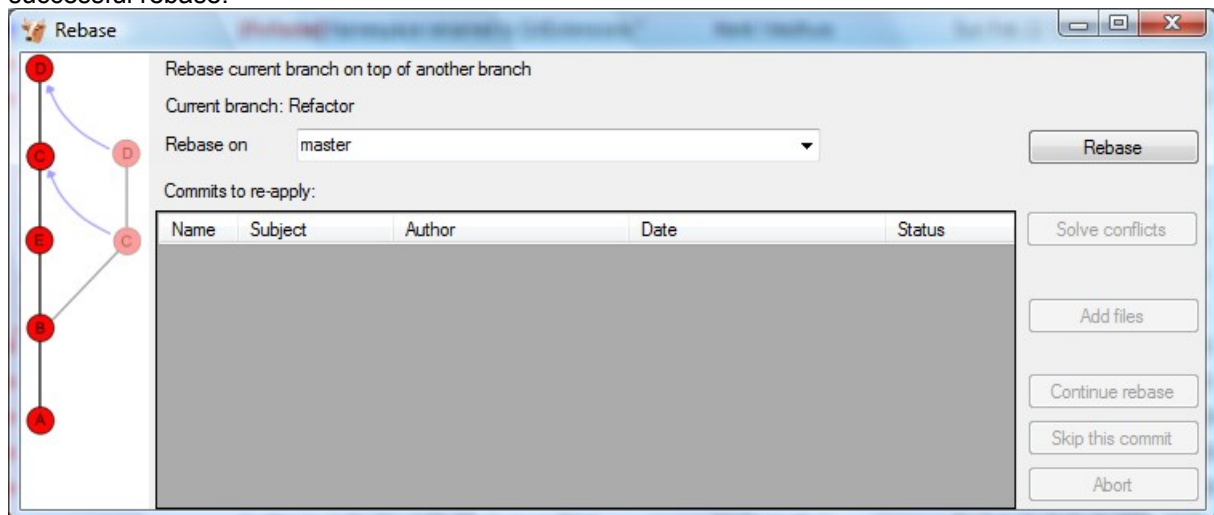 successful rebase.
Rebase
Rebase current branch on top of another branch
Current branch: Refactor
Rebase on master
Rebase
Commits to re-apply:
Name Subject Author Date Status
Solve conflicts
Add files
Continue rebase
Skip this commit
Abort
D
D
C
E
C
B
A